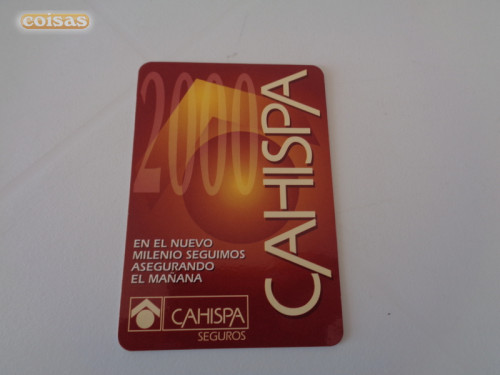 coisas
2000
CAHISPA
EN EL NUEVO
MILENIO SEGUIMOS
ASEGURANDO
EL MAÑANA
CAHISPA
SEGUROS